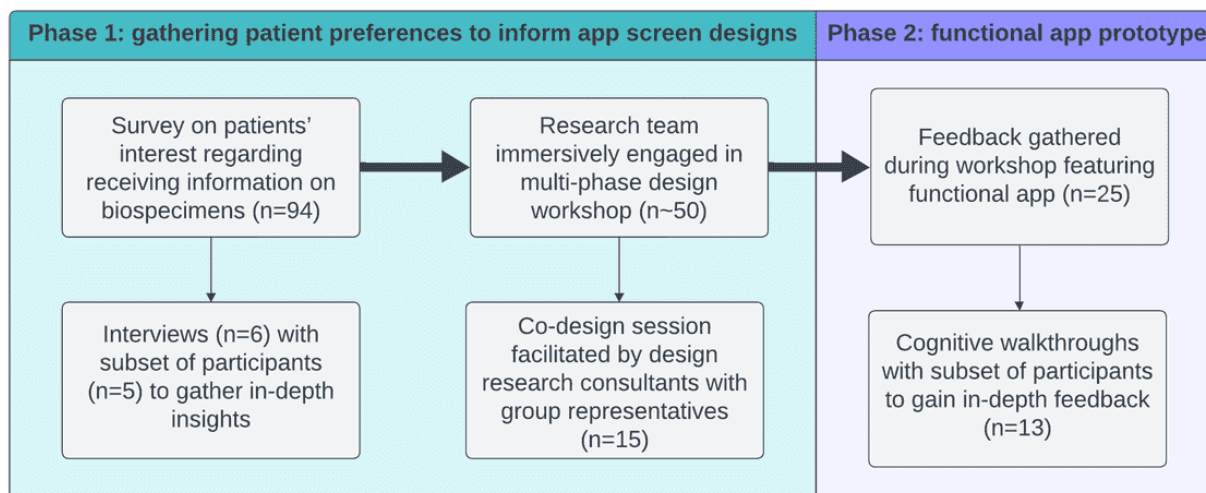 Phase 1: gathering patient preferences to inform app screen designs
Phase 2: functional app prototype
Survey on patients’
interest regarding
receiving information on
biospecimens (n=94)
Research team
immersively engaged in
multi-phase design
workshop (n~50)
Feedback gathered
during workshop featuring
functional app (n=25)
Interviews (n=6) with
subset of participants
(n=5) to gather in-depth
insights
Co-design session
facilitated by design
research consultants with
group representatives
(n=15)
Cognitive walkthroughs
with subset of participants
to gain in-depth feedback
(n=13)